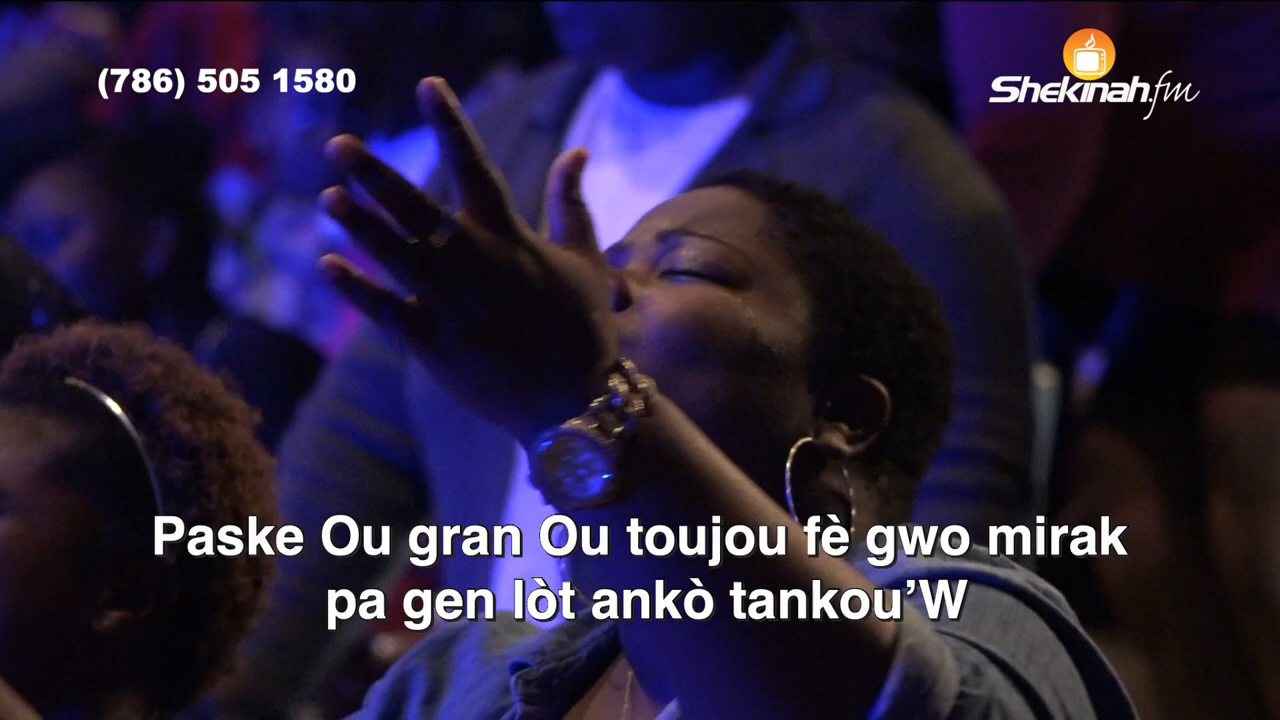 (786) 505 1580
Shekinah.fm
Paske Ou gran Ou toujou fè gwo mirak
pa gen lòt ankò tankou’W